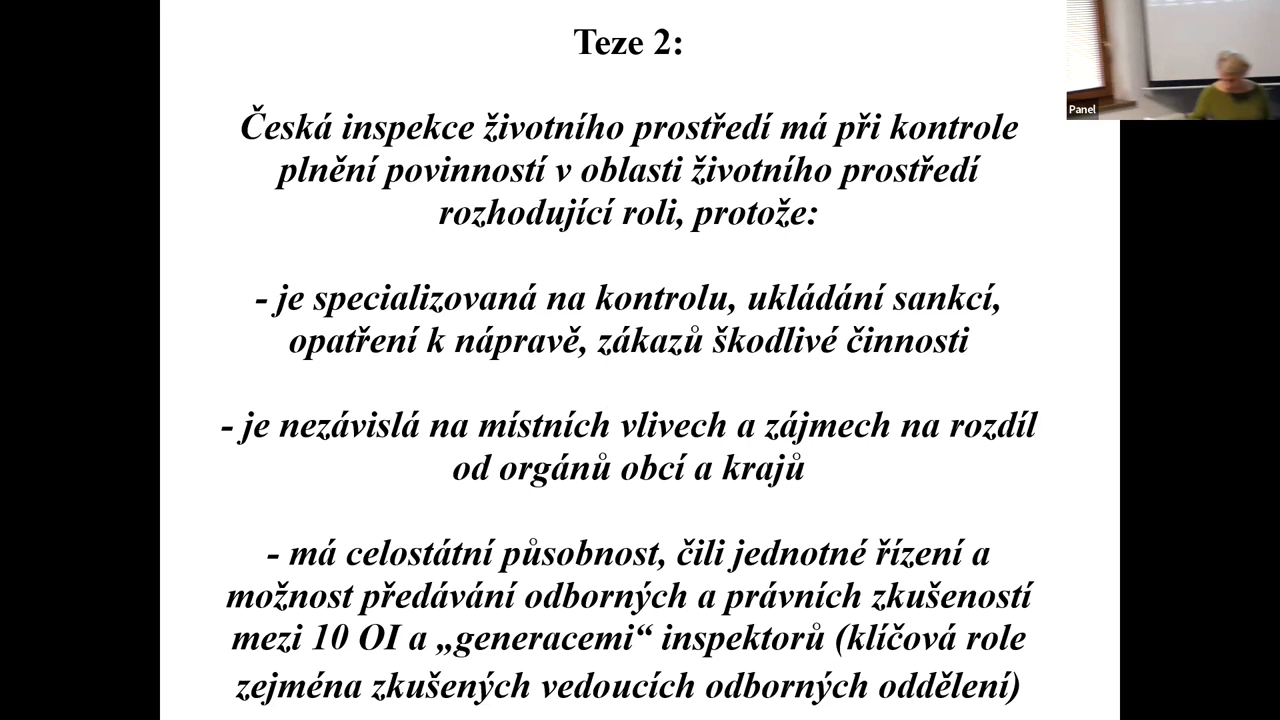 Teze 2:
Česká inspekce životního prostředí má při kontrole
plnění povinností v oblasti životního prostředí
rozhodující roli, protože:
- je specializovaná na kontrolu, ukládání sankcí,
opatření k nápravě, zákazů škodlivé činnosti
- je nezávislá na místních vlivech a zájmech na rozdíl
od orgánů obcí a krajů
- má celostátní působnost, čili jednotné řízení a
možnost předávání odborných a právních zkušeností
mezi 10 OI a „generacemi“ inspektorů (klíčová role
zejména zkušených vedoucích odborných oddělení)
Panel